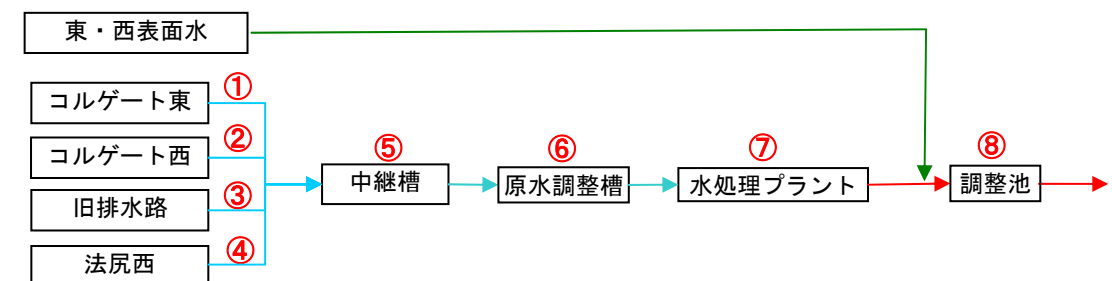 東・西表面水
コルゲート東
①
コルゲート西
②
旧排水路
③
法尻西
④
中継槽
⑤
原水調整槽
⑥
水処理プラント
⑦
調整池
⑧